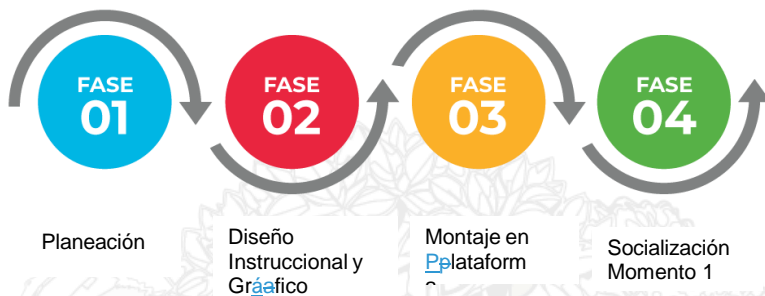 FASE
01
FASE
02
FASE
03
FASE
04
Planeación
Diseño
Instruccional y
Gráafico
Montaje en
Pplataform
Socialización
Momento 1